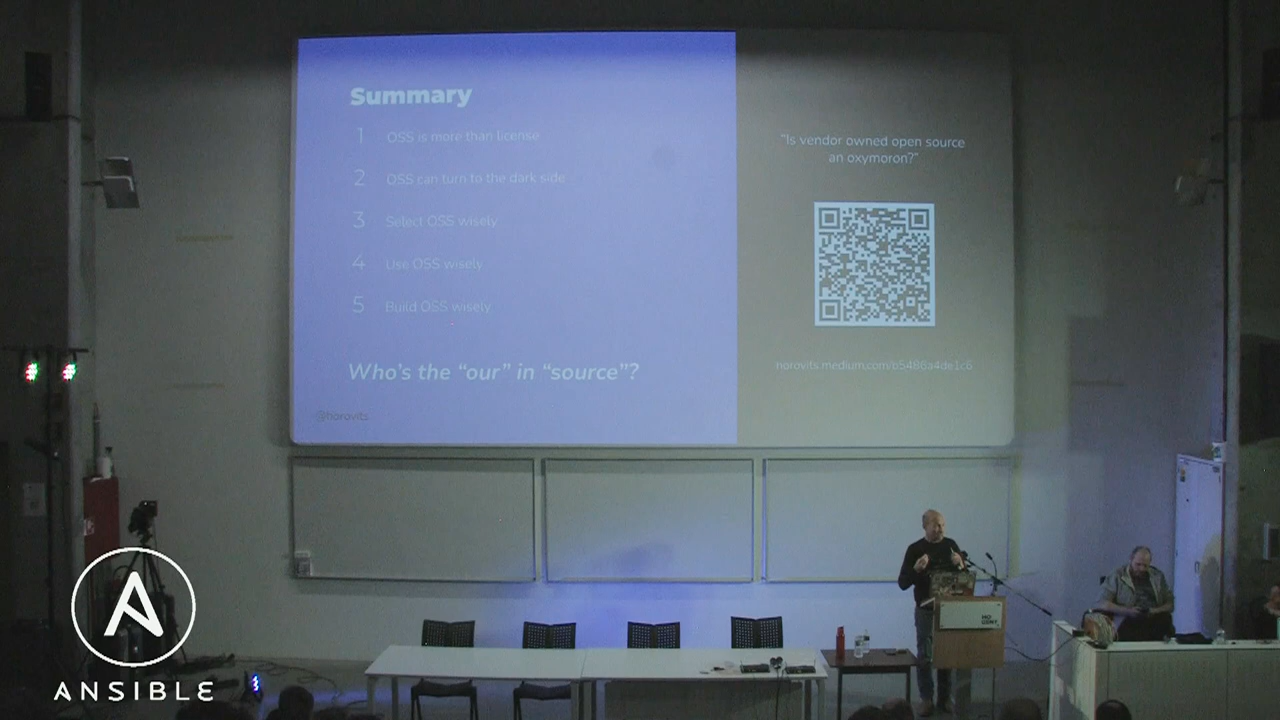 Summary
1 OSS is more than license
2 OSS can turn to the dark side
3 Select OSS wisely
4 Use OSS wisely
5 Build OSS wisely
Who's the “our” in “source”?
@horovits
“Is vendor owned open source
an oxymoron?”
horovits.medium.com/b5486a4de1c6
ANSIBLE